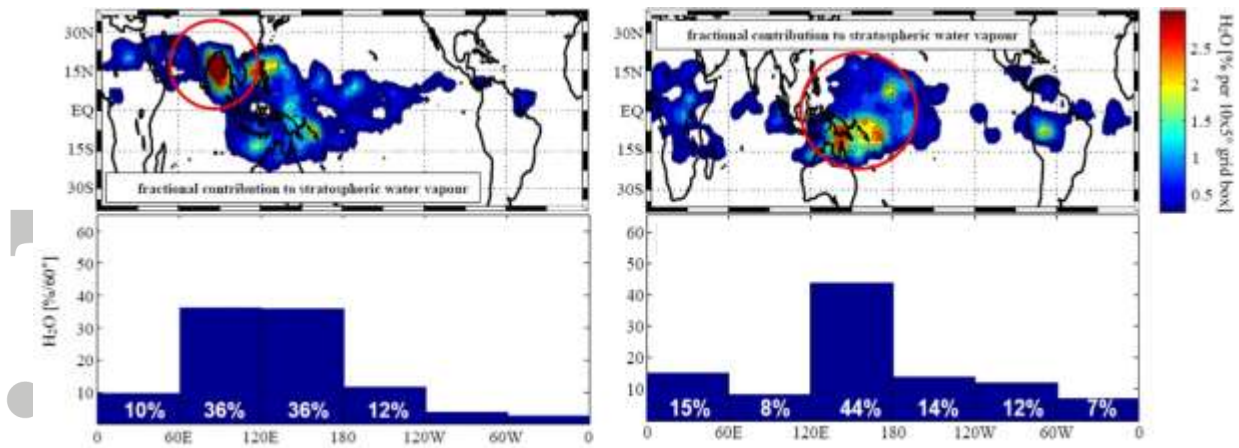 30N
15N
EQ
15S
30S
fractional contribution to stratospheric water vapour
30N
15N
EQ
15S
30S
fractional contribution to stratospheric water vapour
2.5
2
1.5
1
0.5
H₂O [% per 10x5° grid box]
H₂O [%/60°]
60
50
40
30
20
10
10% 36% 36% 12%
0 60E 120E 180 120W 60W 0
60
50
40
30
20
10
15% 8% 44% 14% 12% 7%
0 60E 120E 180 120W 60W 0